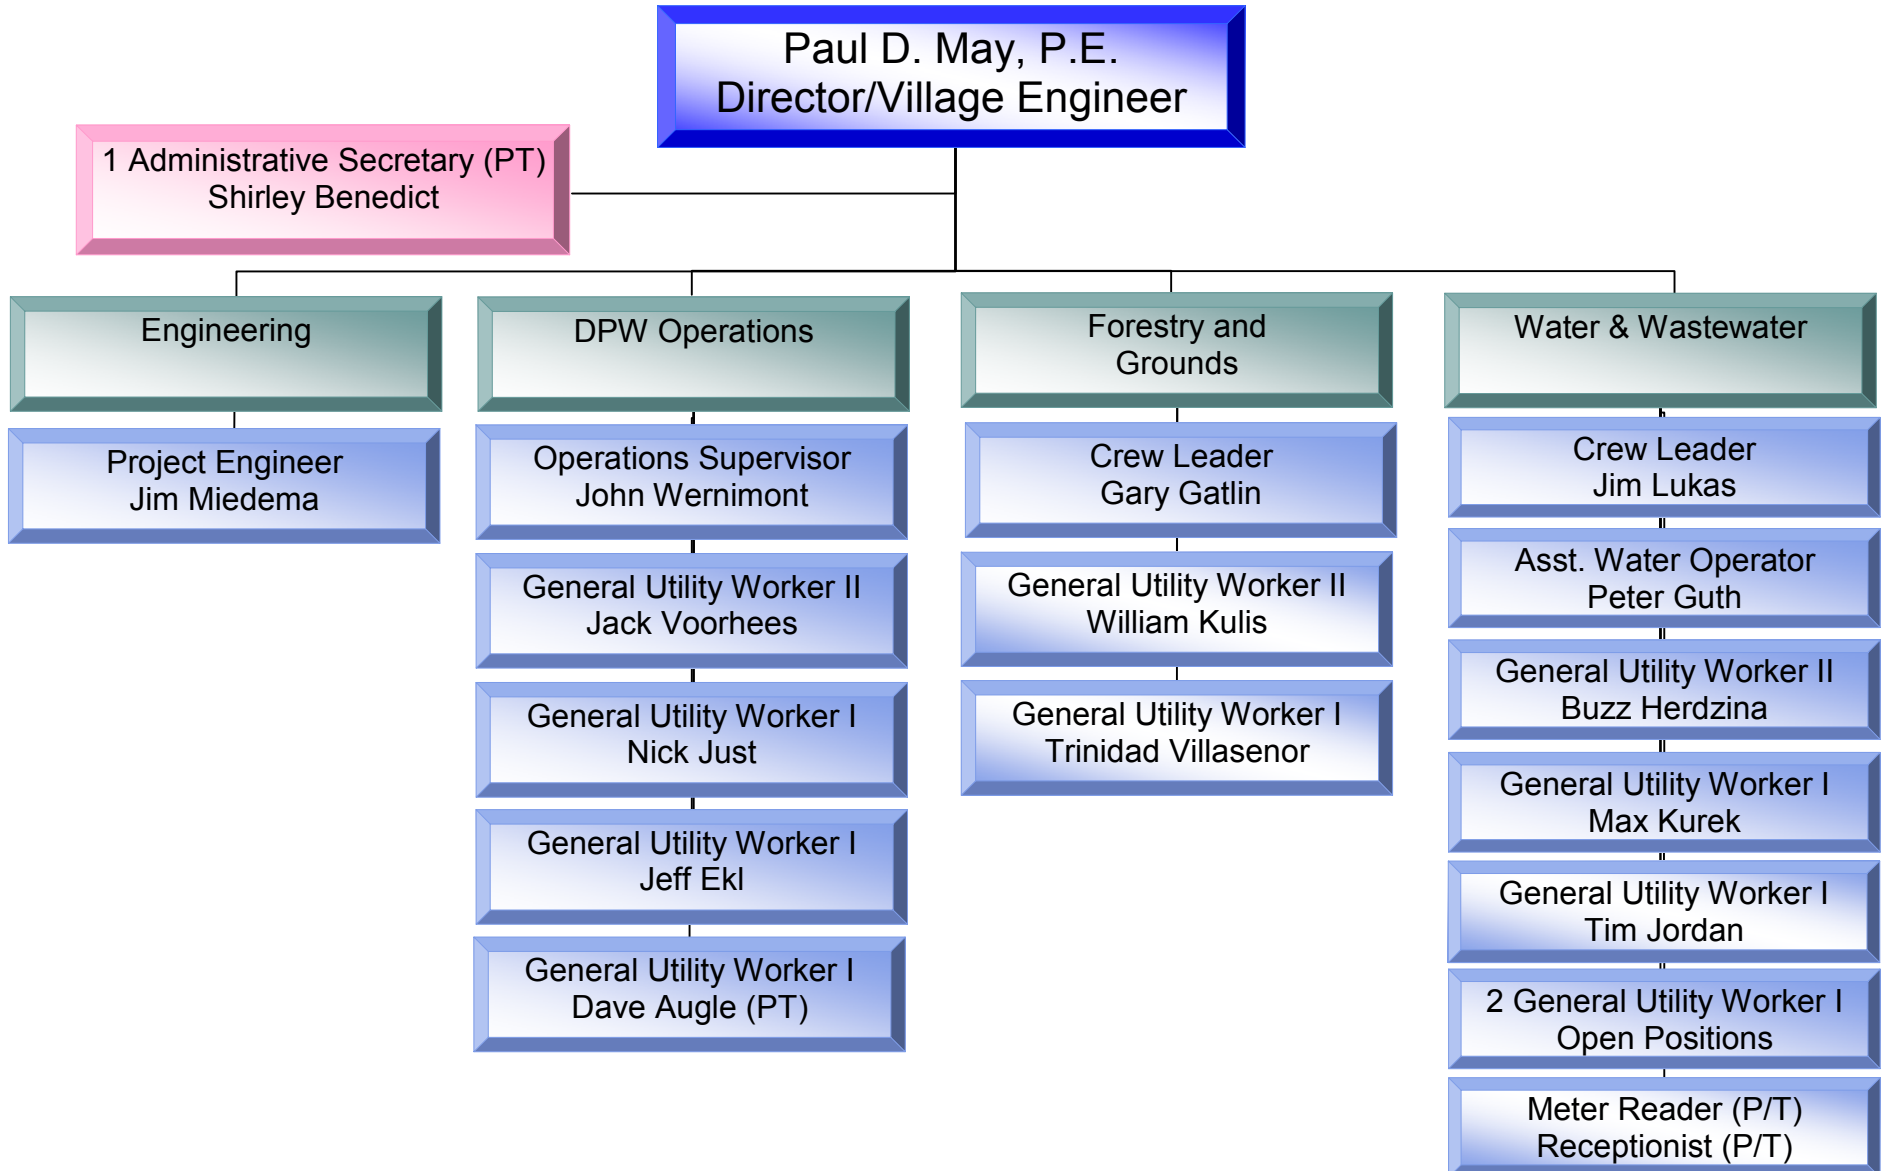 Paul D. May, P.E.
Director/Village Engineer
1 Administrative Secretary (PT)
Shirley Benedict
Engineering
Project Engineer
Jim Miedema
DPW Operations
Operations Supervisor
John Wernimont
General Utility Worker II
Jack Voorhees
General Utility Worker I
Nick Just
General Utility Worker I
Jeff Ekl
General Utility Worker I
Dave Augle (PT)
Forestry and
Grounds
Crew Leader
Gary Gatlin
General Utility Worker II
William Kulis
General Utility Worker I
Trinidad Villasenor
Water & Wastewater
Crew Leader
Jim Lukas
Asst. Water Operator
Peter Guth
General Utility Worker II
Buzz Herdzina
General Utility Worker I
Max Kurek
General Utility Worker I
Tim Jordan
2 General Utility Worker I
Open Positions
Meter Reader (P/T)
Receptionist (P/T)